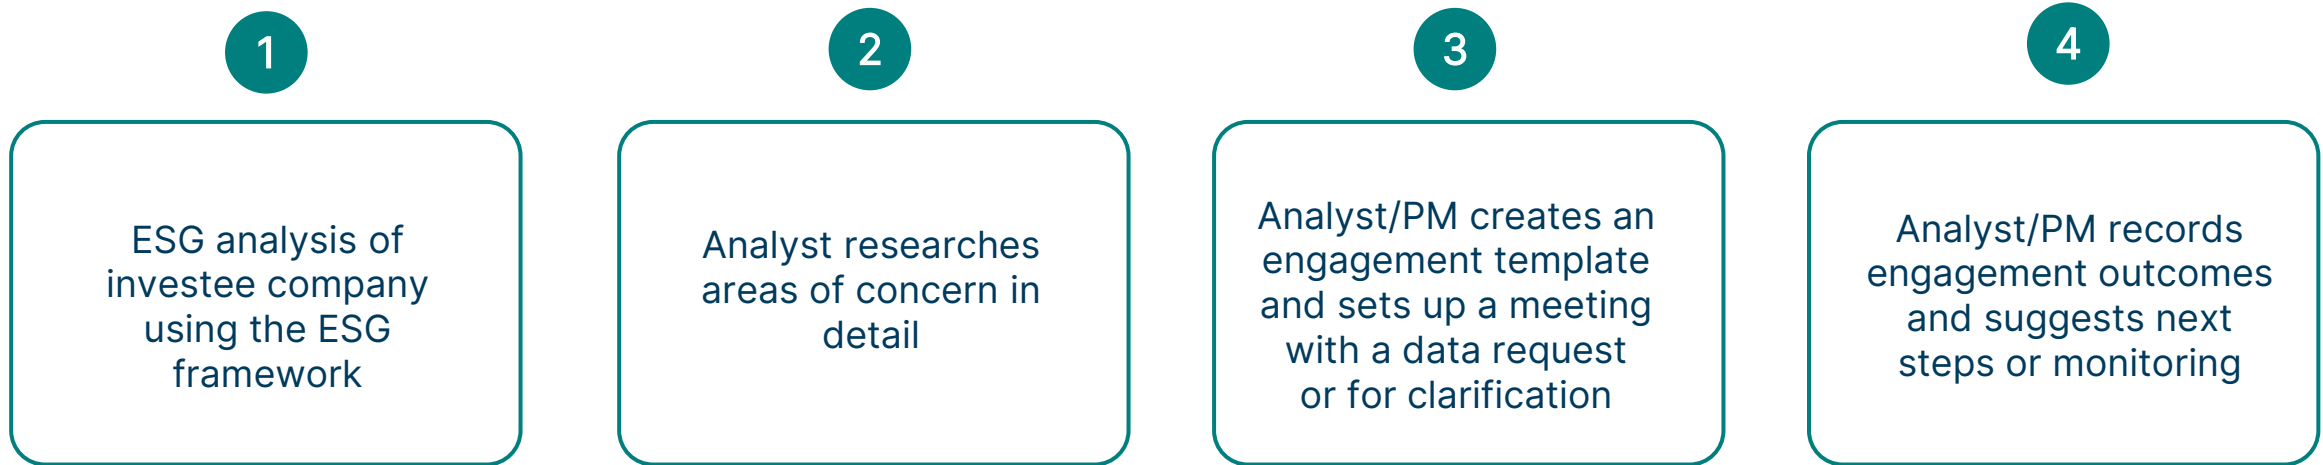 1
ESG analysis of
investee company
using the ESG
framework
2
Analyst researches
areas of concern in
detail
3
Analyst/PM creates an
engagement template
and sets up a meeting
with a data request
or for clarification
4
Analyst/PM records
engagement outcomes
and suggests next
steps or monitoring